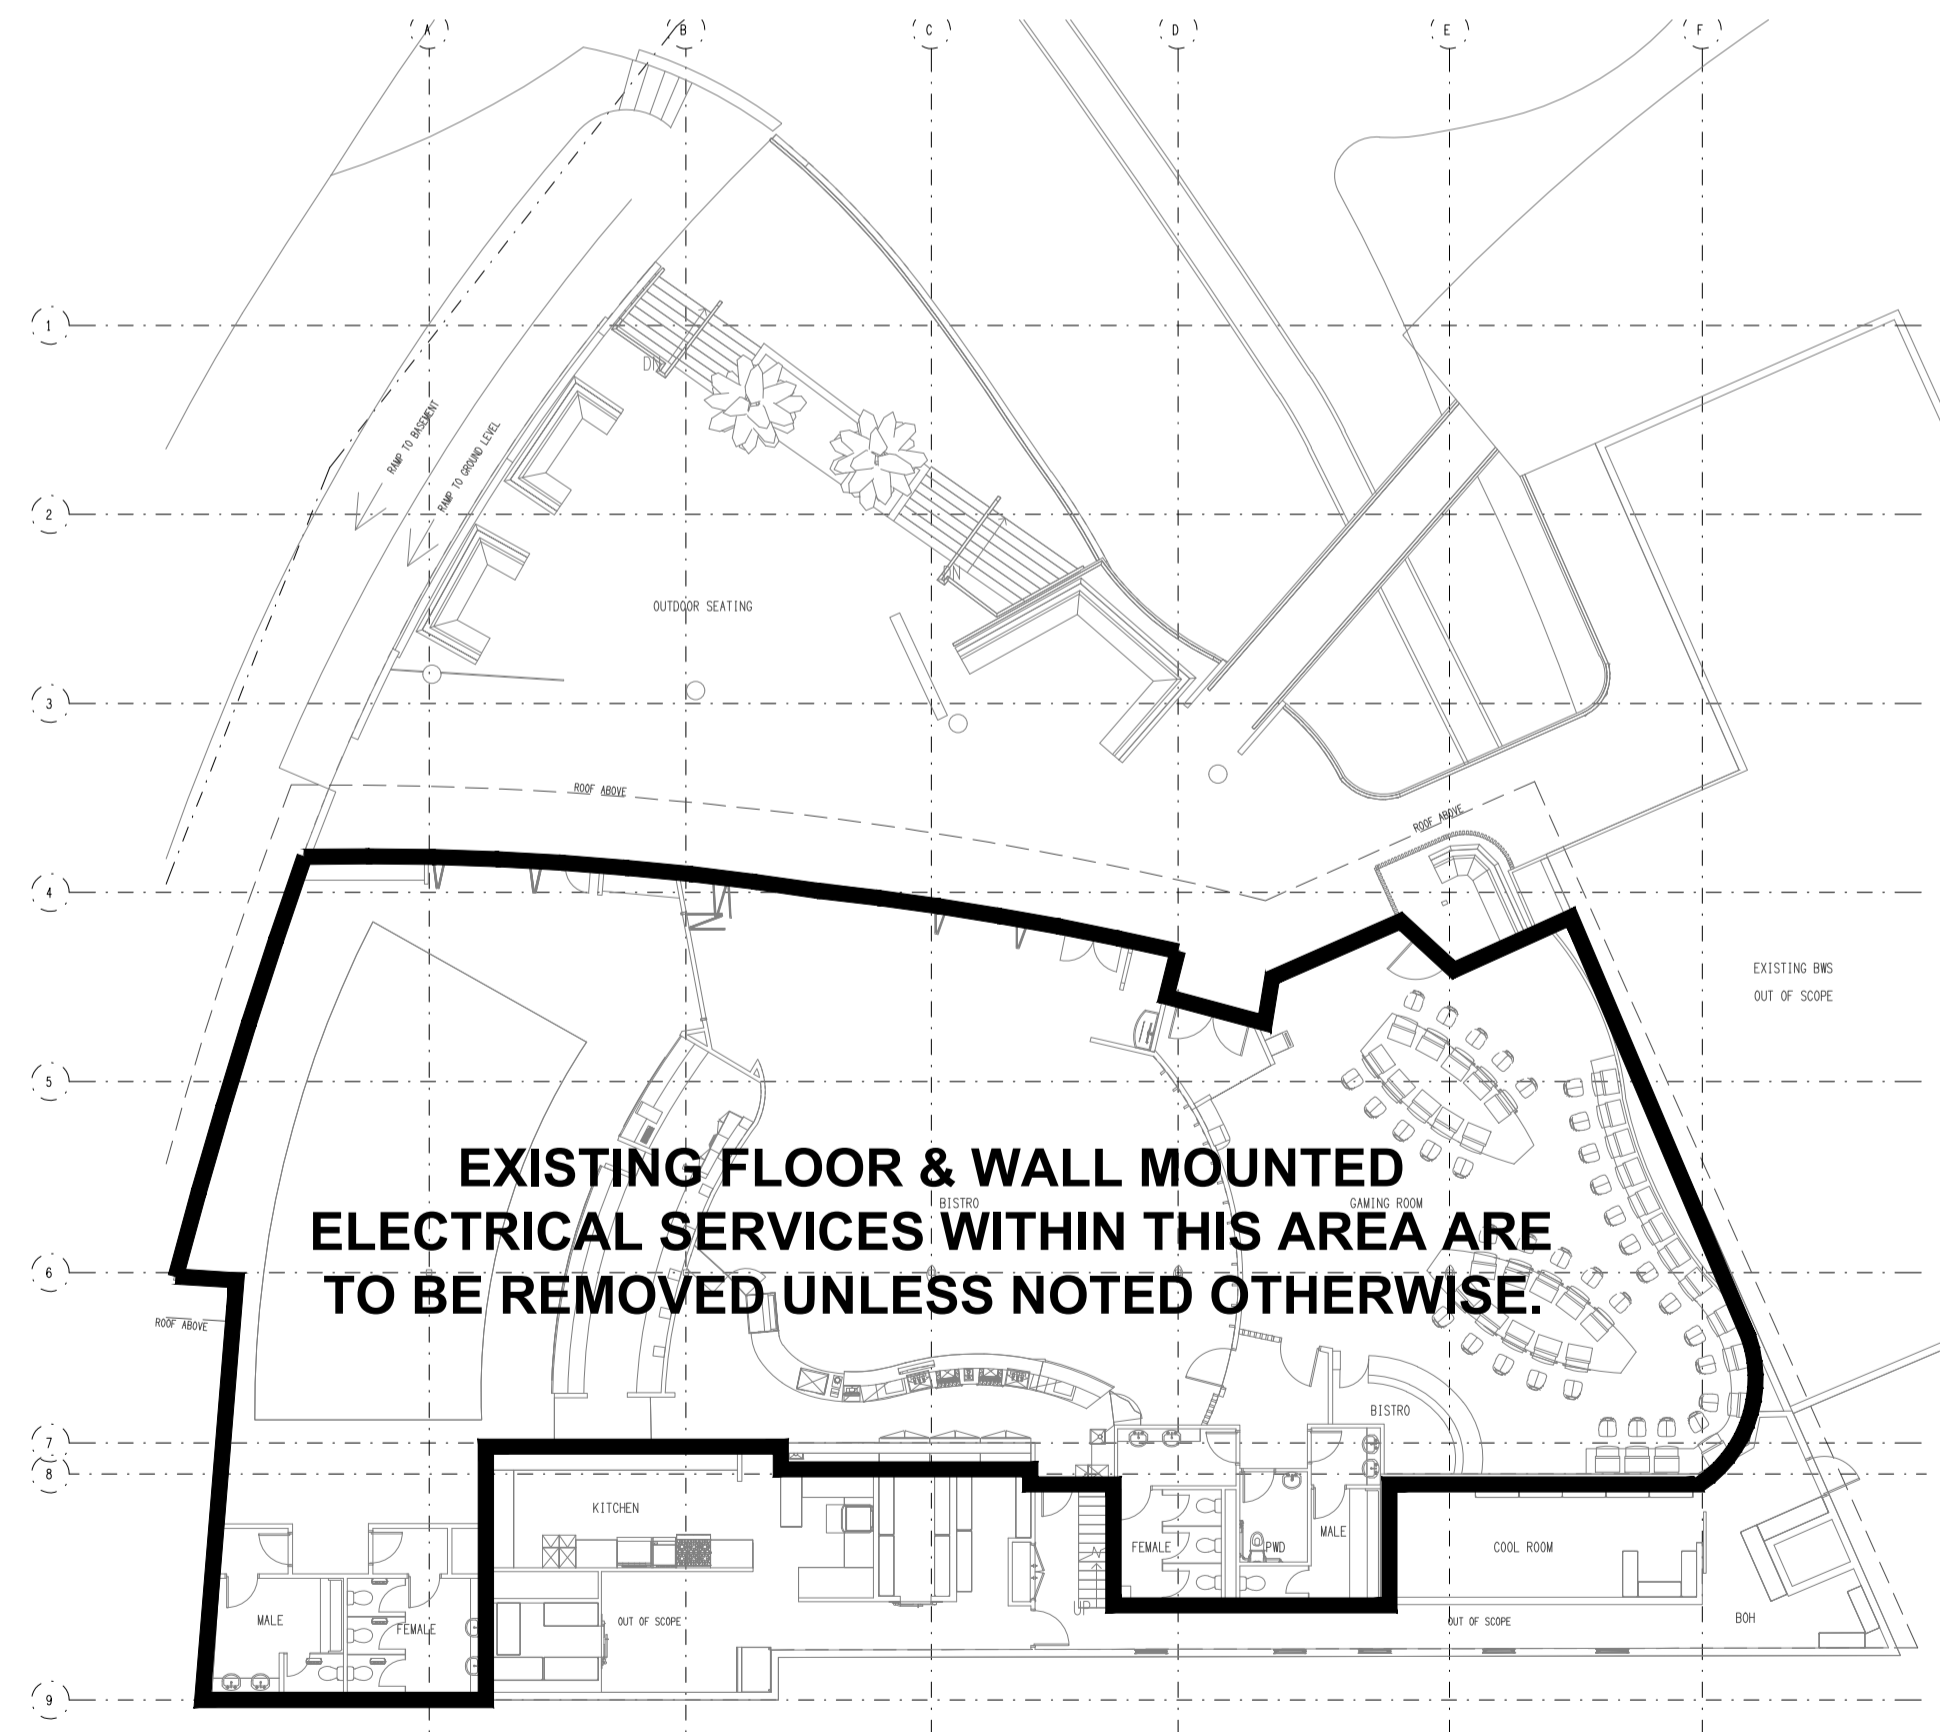 A B C D E F
1
DN
RAMP TO BASEMENT
RAMP TO GROUND LEVEL
2
DN
OUTDOOR SEATING
3
ROOF ABOVE
ROOF ABOVE
4
EXISTING BWS
OUT OF SCOPE
5
EXISTING FLOOR & WALL MOUNTED
BISTRO
GAMING ROOM
ELECTRICAL SERVICES WITHIN THIS AREA ARE
6
TO BE REMOVED UNLESS NOTED OTHERWISE.
ROOF ABOVE
BISTRO
7
8
KITCHEN
MALE
FEMALE
PWD
COOL ROOM
UP
MALE
FEMALE
OUT OF SCOPE
OUT OF SCOPE
BOH
9